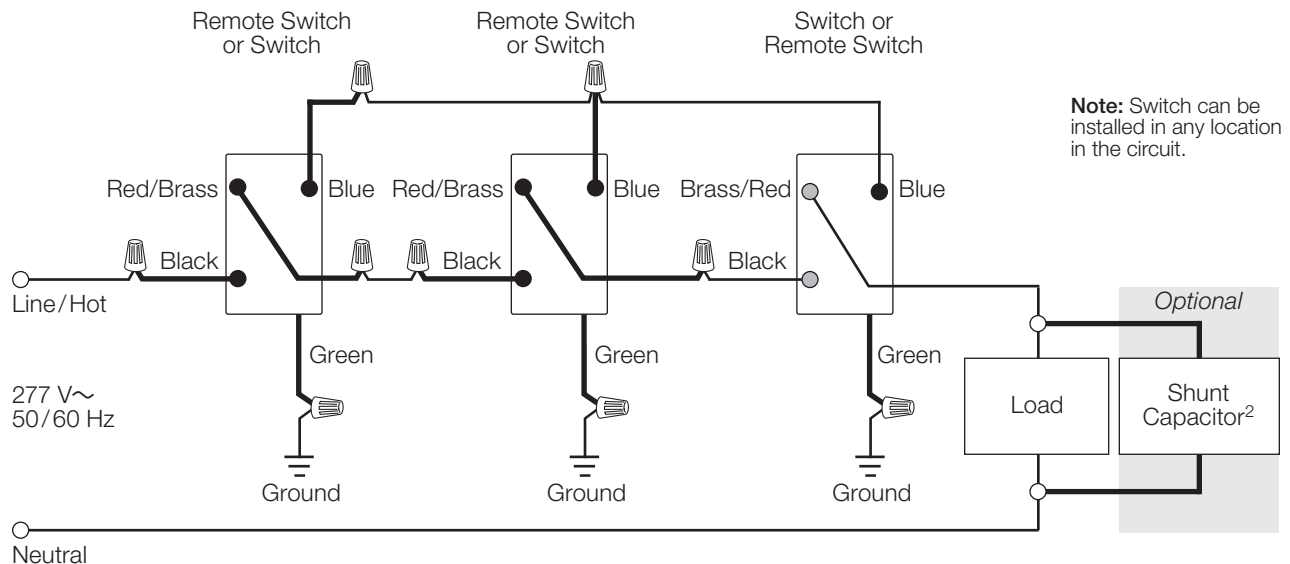 Remote Switch
or Switch
Remote Switch
or Switch
Switch or
Remote Switch
Note: Switch can be
installed in any location
in the circuit.
Red/Brass
Blue
Red/Brass
Blue
Brass/Red
Blue
Black
Black
Black
Line/Hot
Optional
Green
Green
Green
277 V~
50/60 Hz
Load
Shunt
Capacitor²
Ground
Ground
Ground
Neutral